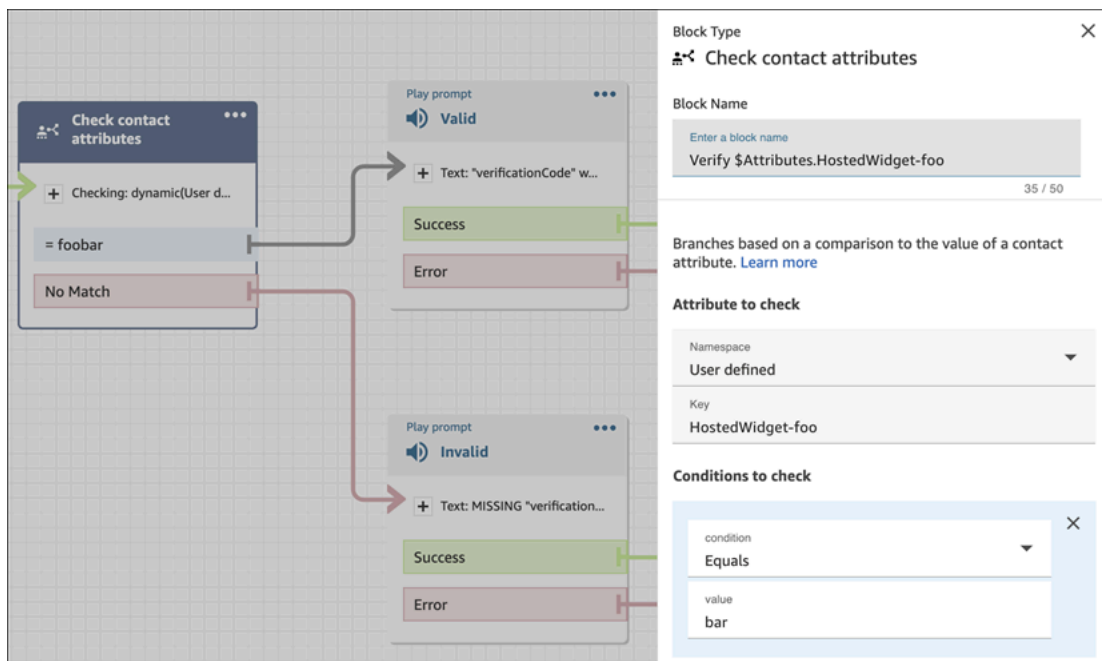 Check contact
attributes
Checking: dynamic(User d...
= foobar
No Match
Play prompt
Valid
Text: "verificationCode" w...
Success
Error
Play prompt
Invalid
Text: MISSING "verification...
Success
Error
Block Type
Check contact attributes
Block Name
Enter a block name
Verify $Attributes.HostedWidget-foo
35 / 50
Branches based on a comparison to the value of a contact
attribute. Learn more
Attribute to check
Namespace
User defined
Key
HostedWidget-foo
Conditions to check
condition
Equals
value
bar